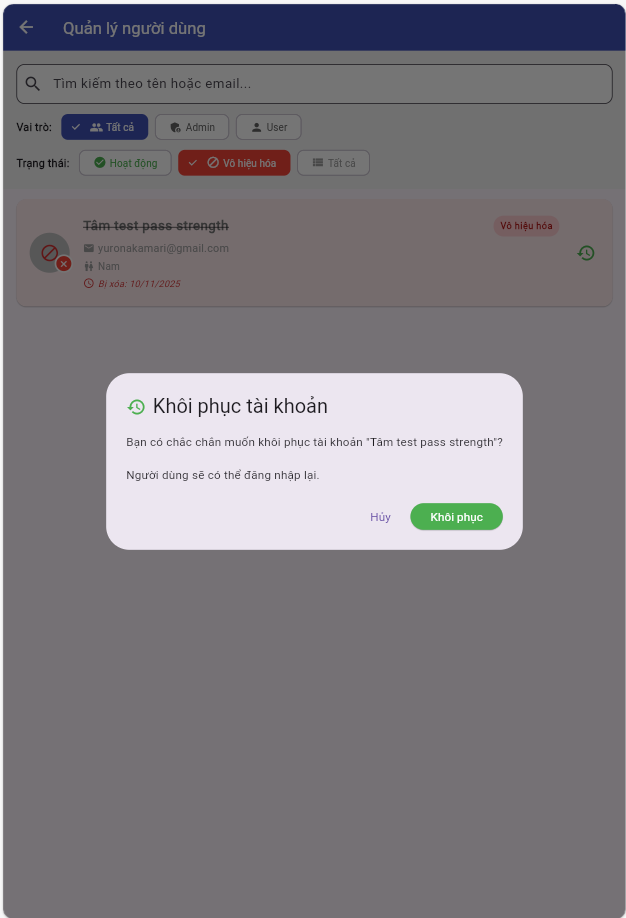 Quản lý người dùng
Tìm kiếm theo tên hoặc email...
Vai trò: Tất cả Admin User
Trạng thái: Hoạt động Vô hiệu hóa Tất cả
Tâm test pass strength Vô hiệu hóa
yuronakamari@gmail.com
Nam
Bị xóa: 10/11/2025
Khôi phục tài khoản
Bạn có chắc chắn muốn khôi phục tài khoản "Tâm test pass strength"?
Người dùng sẽ có thể đăng nhập lại.
Hủy Khôi phục